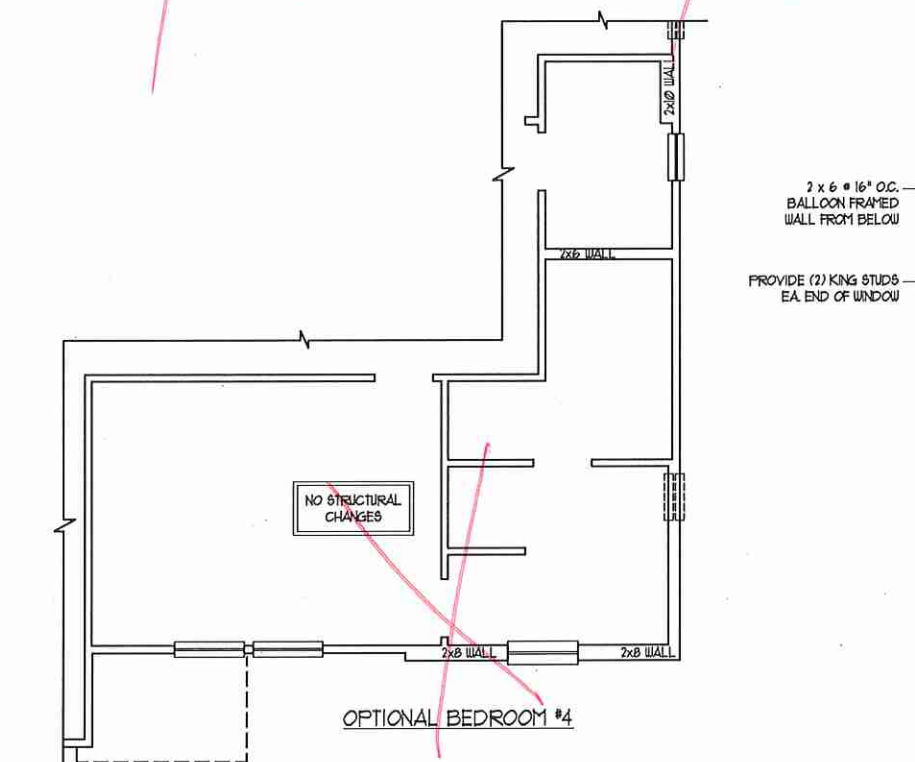 2x10 WALL
2 x 6 @ 16" O.C.
BALLOON FRAMED
WALL FROM BELOW
2x6 WALL
PROVIDE (2) KING STUDS
EA. END OF WINDOW
NO STRUCTURAL
CHANGES
2x8 WALL
2x8 WALL
OPTIONAL BEDROOM #4